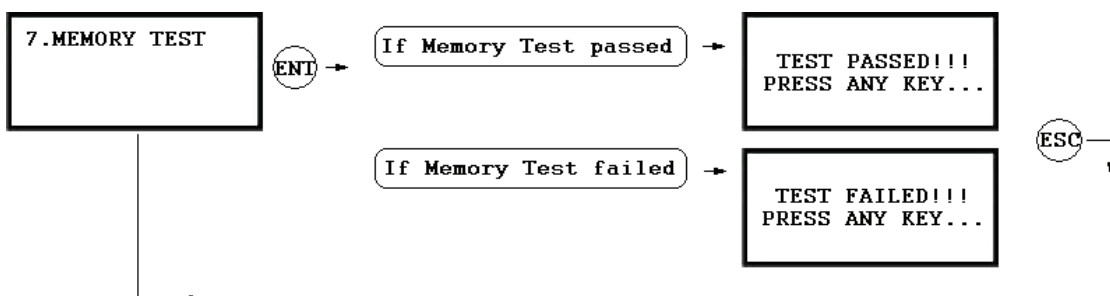 7.MEMORY TEST
ENT
If Memory Test passed
TEST PASSED!!!
PRESS ANY KEY...
ESC
If Memory Test failed
TEST FAILED!!!
PRESS ANY KEY...